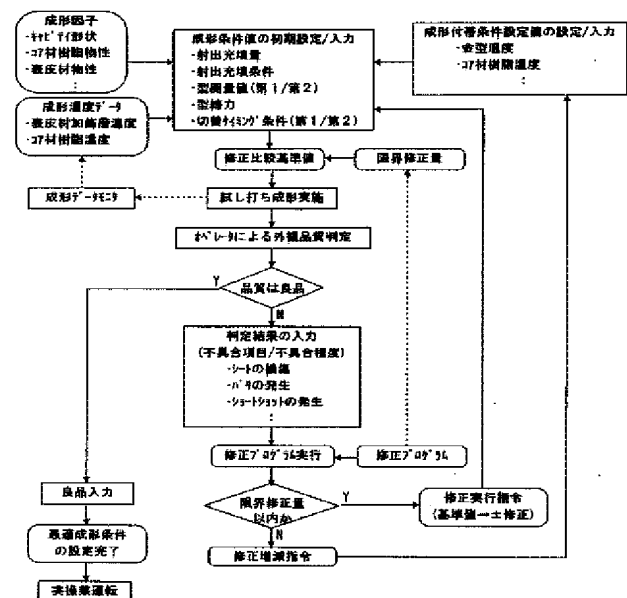 成形因子
・ｷｬﾋﾞﾃｨ形状
・ｺｱ材樹脂物性
・表皮材物性
:
成形温度データ
・表皮材加飾層温度
・ｺｱ材樹脂温度
成形条件値の初期設定/入力
・射出充填量
・射出充填条件
・型開量値(第1/第2)
・型締力
・切替ﾀｲﾐﾝｸﾞ条件(第1/第2)
成形付帯条件設定値の設定/入力
・金型温度
・ｺｱ材樹脂温度
:
修正比較基準値
限界修正量
成形データモニタ
試し打ち成形実施
ｵﾍﾟﾚｰﾀによる外観品質判定
品質は良品
Y
N
判定結果の入力
(不具合項目/不具合程度)
・ｼｰﾄの損傷
・ﾊﾞﾘの発生
・ｼｮｰﾄｼｮｯﾄの発生
:
修正ﾌﾟﾛｸﾞﾗﾑ実行
修正ﾌﾟﾛｸﾞﾗﾑ
良品入力
限界修正量
以内か
Y
N
修正実行指令
(基準値→±修正)
最適成形条件
の設定完了
修正増減指令
実操業運転